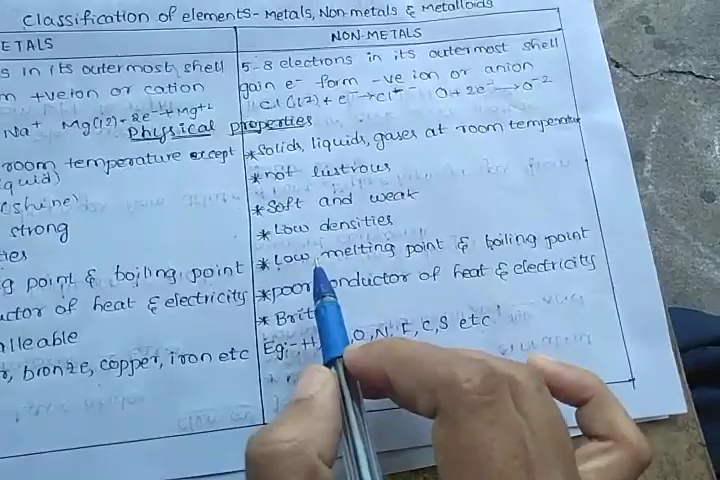 Classification of elements- Metals, Non-metals & Metalloids
ETALS
NON-METALS
s in its outermost shell
5-8 electrons in its outermost shell
m +ve ion or cation
gain e- form -ve ion or anion
Na+ Mg(12) - 2e- → Mg+2
Cl(17) + e- → Cl- O + 2e- → O-2
Physical properties
room temperature except
*Solids, liquids, gases at room temperature
quid)
*not lustrous
(shine)
*Soft and weak
strong
*Low densities
ies
*Low melting point & boiling point
g point & boiling point
*poor conductor of heat & electricity
uctor of heat & electricity
* Brit
lleable
Eg:- H, O, N, F, C, S etc
r, bronze, copper, iron etc